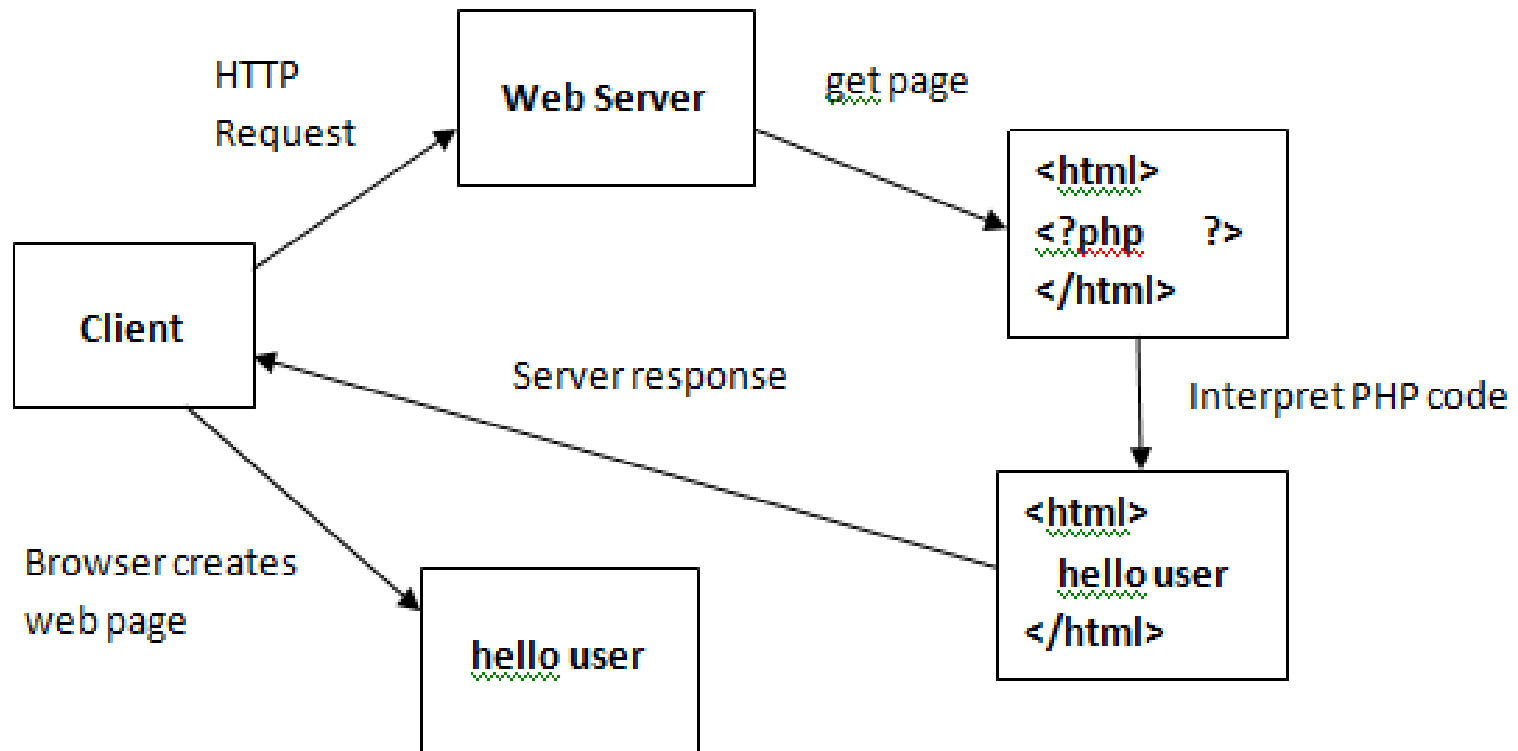 HTTP
Request
Web Server
get page
<html>
<?php ?>
</html>
Client
Server response
Interpret PHP code
<html>
hello user
</html>
Browser creates
web page
hello user